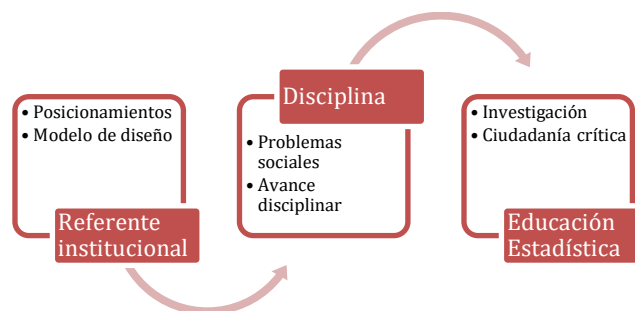 • Posicionamientos
• Modelo de diseño
Referente
institucional
Disciplina
• Problemas
sociales
• Avance
disciplinar
• Investigación
• Ciudadanía crítica
Educación
Estadística